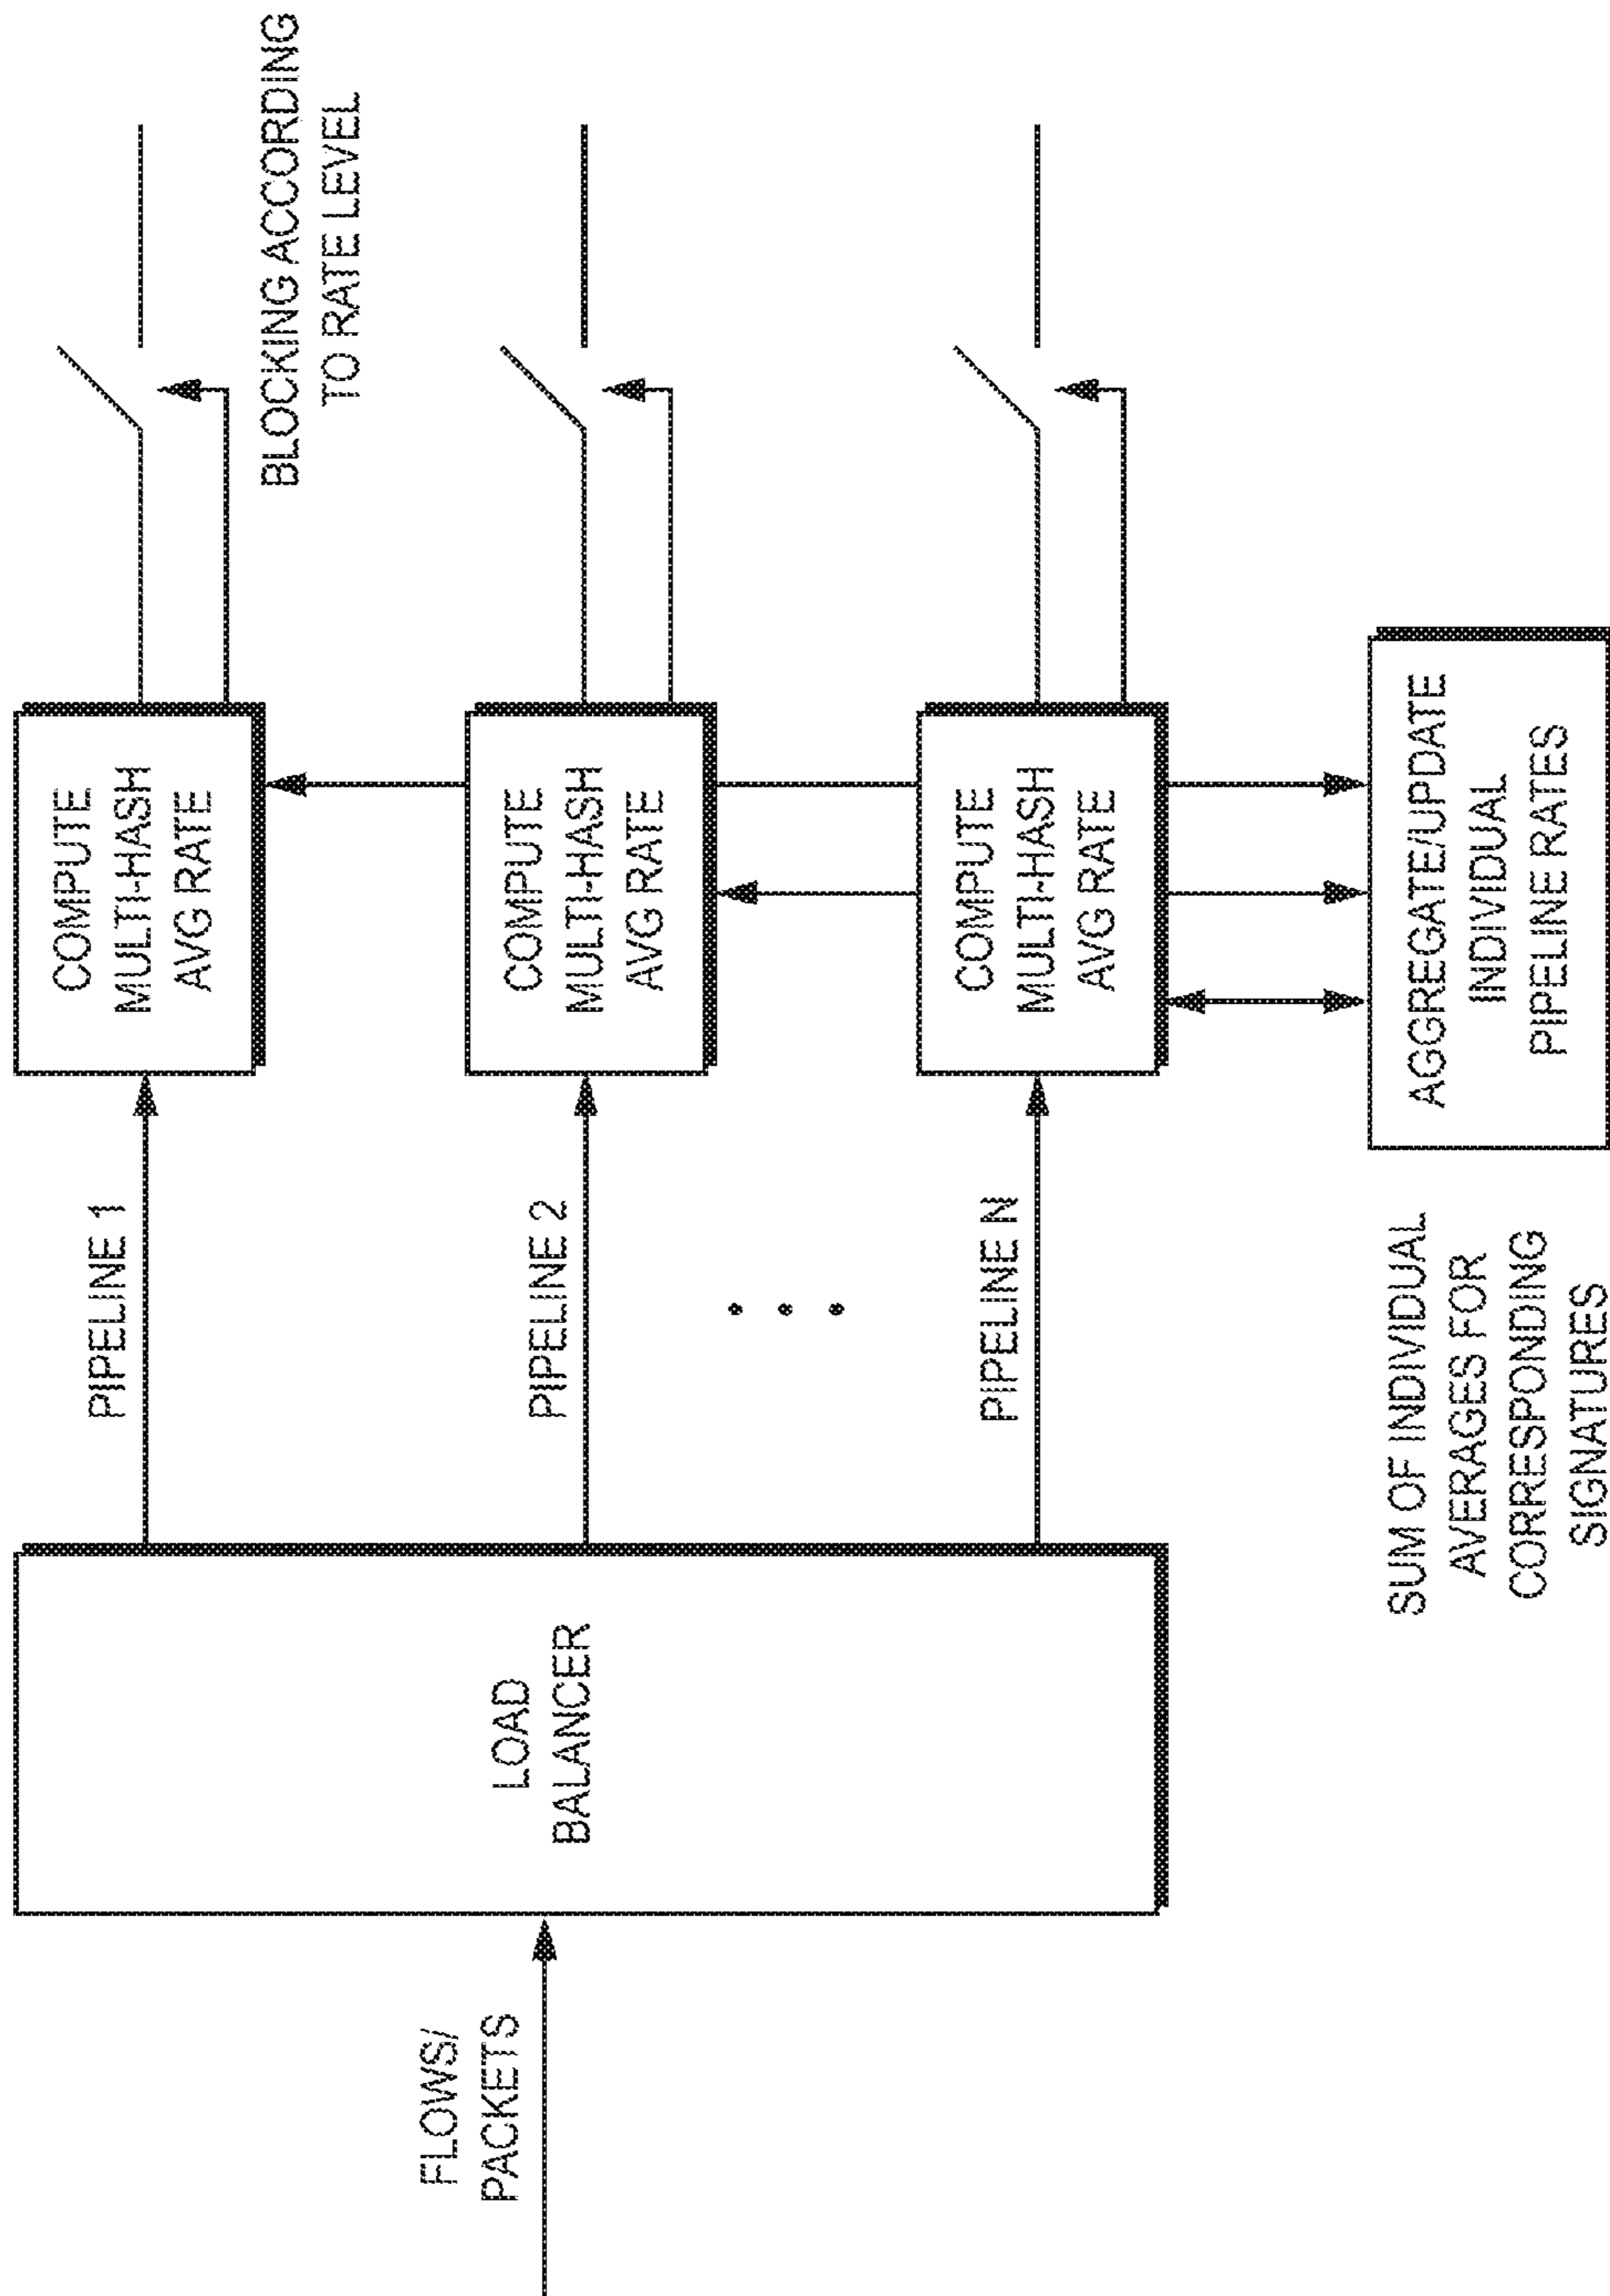 FLOWS/
PACKETS
LOAD
BALANCER
PIPELINE 1
COMPUTE
MULTI-HASH
AVG RATE
BLOCKING ACCORDING
TO RATE LEVEL
PIPELINE 2
COMPUTE
MULTI-HASH
AVG RATE
PIPELINE N
COMPUTE
MULTI-HASH
AVG RATE
SUM OF INDIVIDUAL
AVERAGES FOR
CORRESPONDING
SIGNATURES
AGGREGATE/UPDATE
INDIVIDUAL
PIPELINE RATES